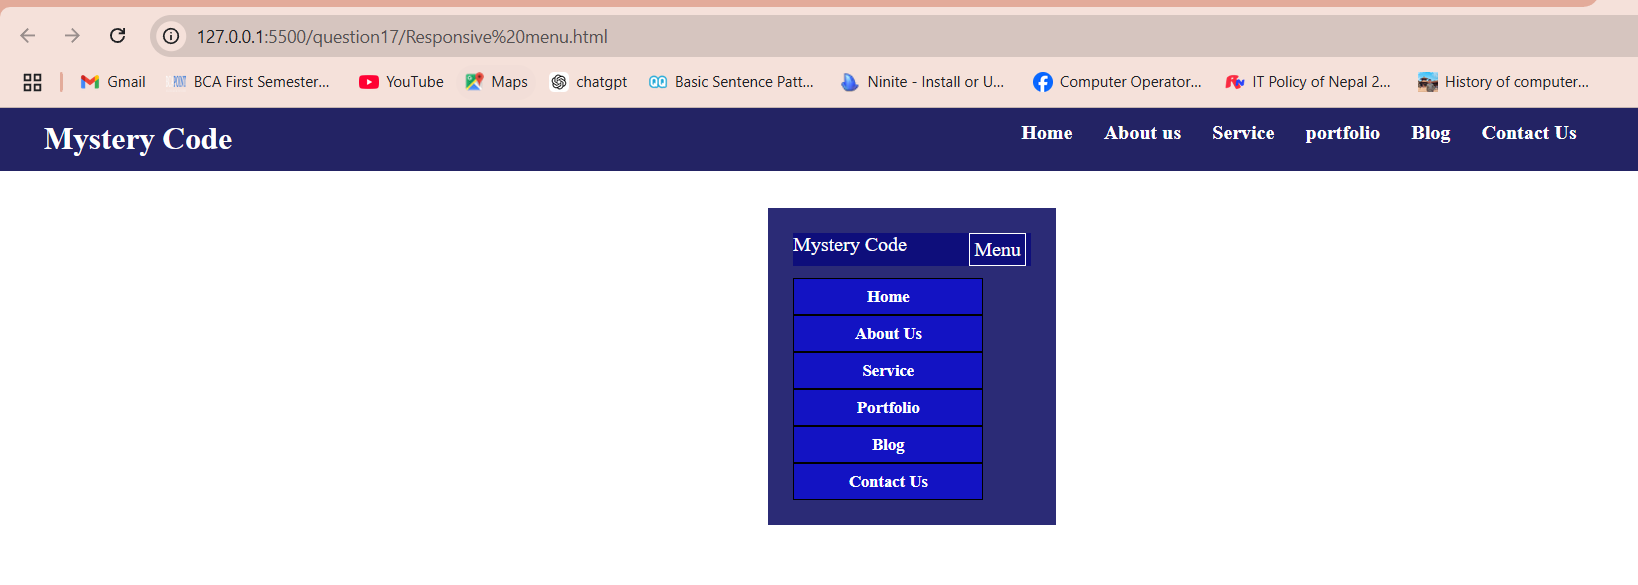 127.0.0.1:5500/question17/Responsive%20menu.html
Gmail BCA First Semester... YouTube Maps chatgpt Basic Sentence Patt... Ninite - Install or U... Computer Operator... IT Policy of Nepal 2... History of computer...
Mystery Code Home About us Service portfolio Blog Contact Us
Mystery Code Menu
Home
About Us
Service
Portfolio
Blog
Contact Us